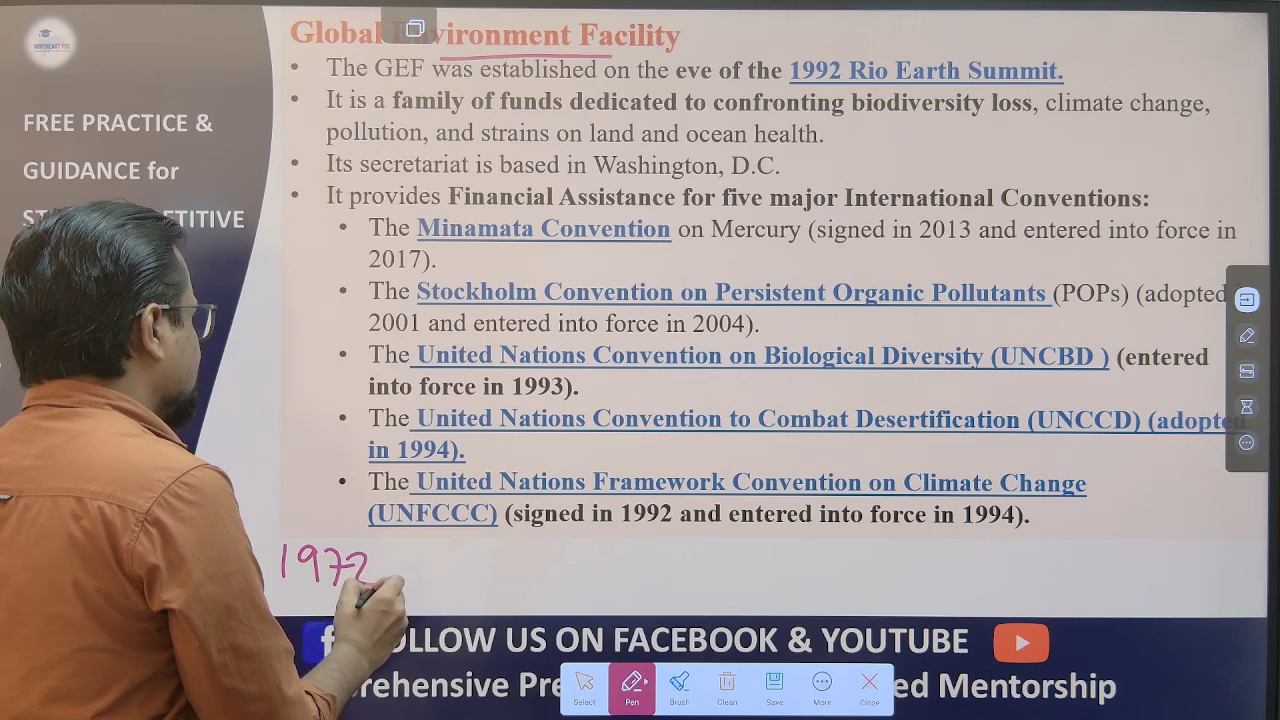 NORTHEAST PSC
FREE PRACTICE &
GUIDANCE for
ETITIVE
Global Environment Facility
• The GEF was established on the eve of the 1992 Rio Earth Summit.
• It is a family of funds dedicated to confronting biodiversity loss, climate change,
pollution, and strains on land and ocean health.
• Its secretariat is based in Washington, D.C.
• It provides Financial Assistance for five major International Conventions:
• The Minamata Convention on Mercury (signed in 2013 and entered into force in
2017).
• The Stockholm Convention on Persistent Organic Pollutants (POPs) (adopted
2001 and entered into force in 2004).
• The United Nations Convention on Biological Diversity (UNCBD ) (entered
into force in 1993).
• The United Nations Convention to Combat Desertification (UNCCD) (adopted
in 1994).
• The United Nations Framework Convention on Climate Change
(UNFCCC) (signed in 1992 and entered into force in 1994).
1972
f OLLOW US ON FACEBOOK & YOUTUBE
rehensive Pre ed Mentorship
Select Pen Brush Clean Save More Close